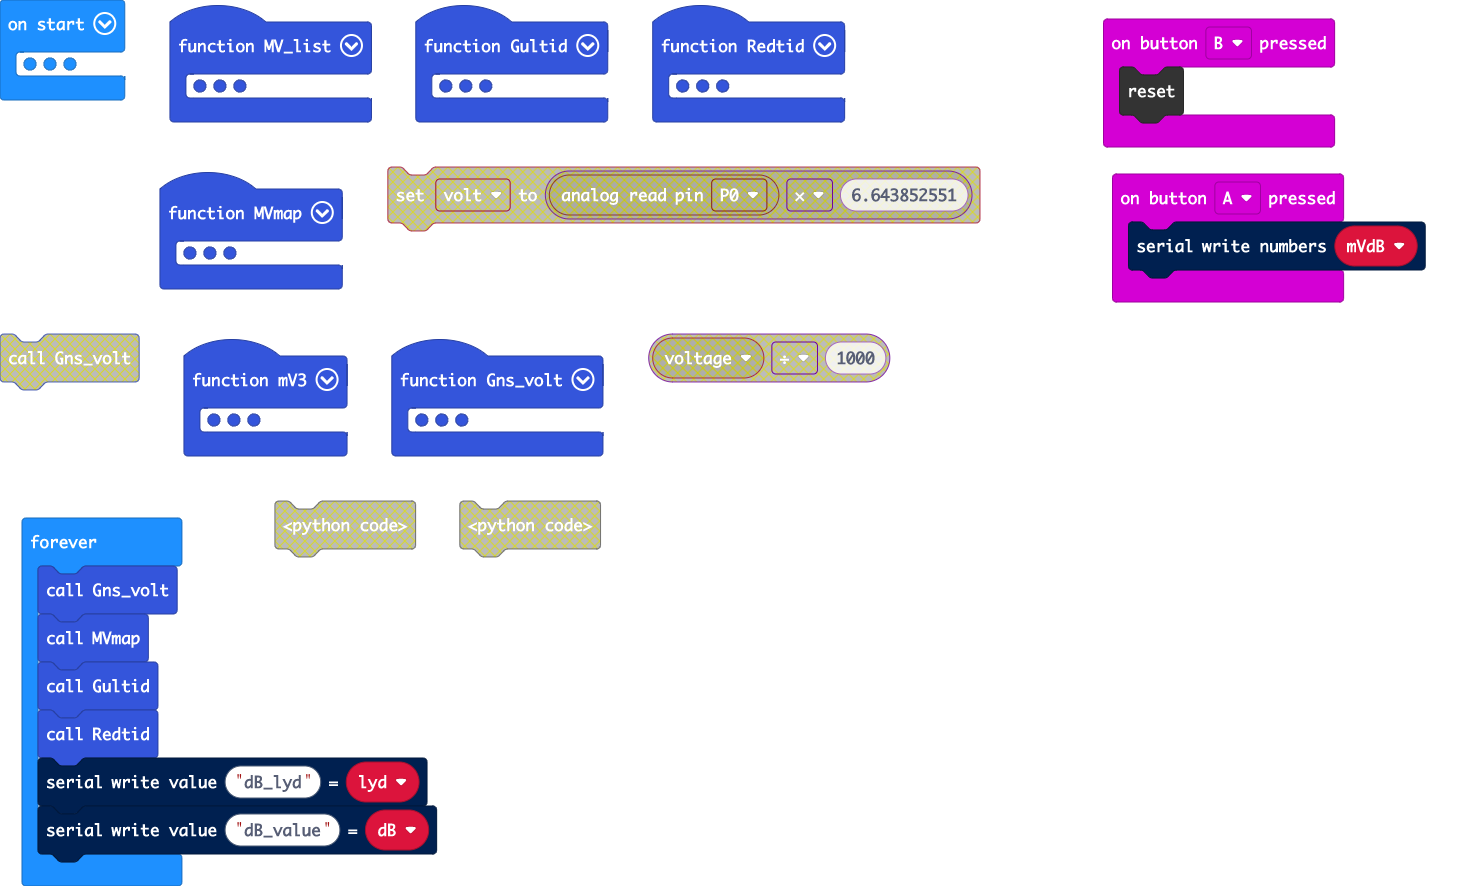 on start
function MV_list
function Gultid
function Redtid
on button B pressed
reset
function MVmap
set volt to analog read pin P0 × 6.643852551
on button A pressed
serial write numbers mVdB
call Gns_volt
function mV3
function Gns_volt
voltage ÷ 1000
<python code>
<python code>
forever
call Gns_volt
call MVmap
call Gultid
call Redtid
serial write value "dB_lyd" = lyd
serial write value "dB_value" = dB